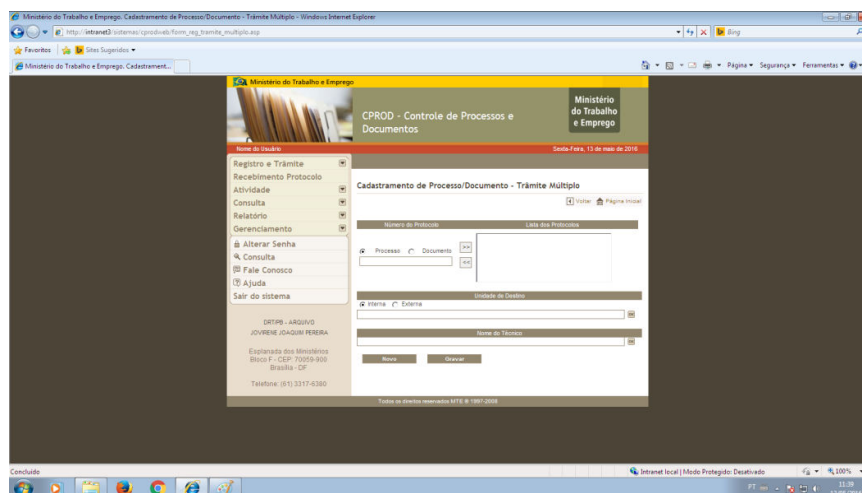 Ministério do Trabalho e Emprego. Cadastramento de Processo/Documento - Trâmite Múltiplo - Windows Internet Explorer
http://intranet3/sistemas/cprodweb/form_reg_tramite_multiplo.asp
Bing
Favoritos Sites Sugeridos
Ministério do Trabalho e Emprego. Cadastrament...
Página Segurança Ferramentas
Ministério do Trabalho e Emprego
CPROD - Controle de Processos e
Documentos
Ministério
do Trabalho
e Emprego
Nome do Usuário
Sexta-Feira, 13 de maio de 2016
Registro e Trâmite
Recebimento Protocolo
Atividade
Consulta
Relatório
Gerenciamento
Alterar Senha
Consulta
Fale Conosco
Ajuda
Sair do sistema
DRT/PB - ARQUIVO
JOVIRENE JOAQUIM PEREIRA
Esplanada dos Ministérios
Bloco F - CEP: 70059-900
Brasília - DF
Telefone: (61) 3317-6360
Cadastramento de Processo/Documento - Trâmite Múltiplo
Voltar Página Inicial
Número do Protocolo
Lista dos Protocolos
Processo Documento
>>
<<
Unidade de Destino
Interna Externa
Nome do Técnico
Novo Gravar
Todos os direitos reservados MTE ® 1997-2008
Concluído
Intranet local | Modo Protegido: Desativado
100%
PT
11:39